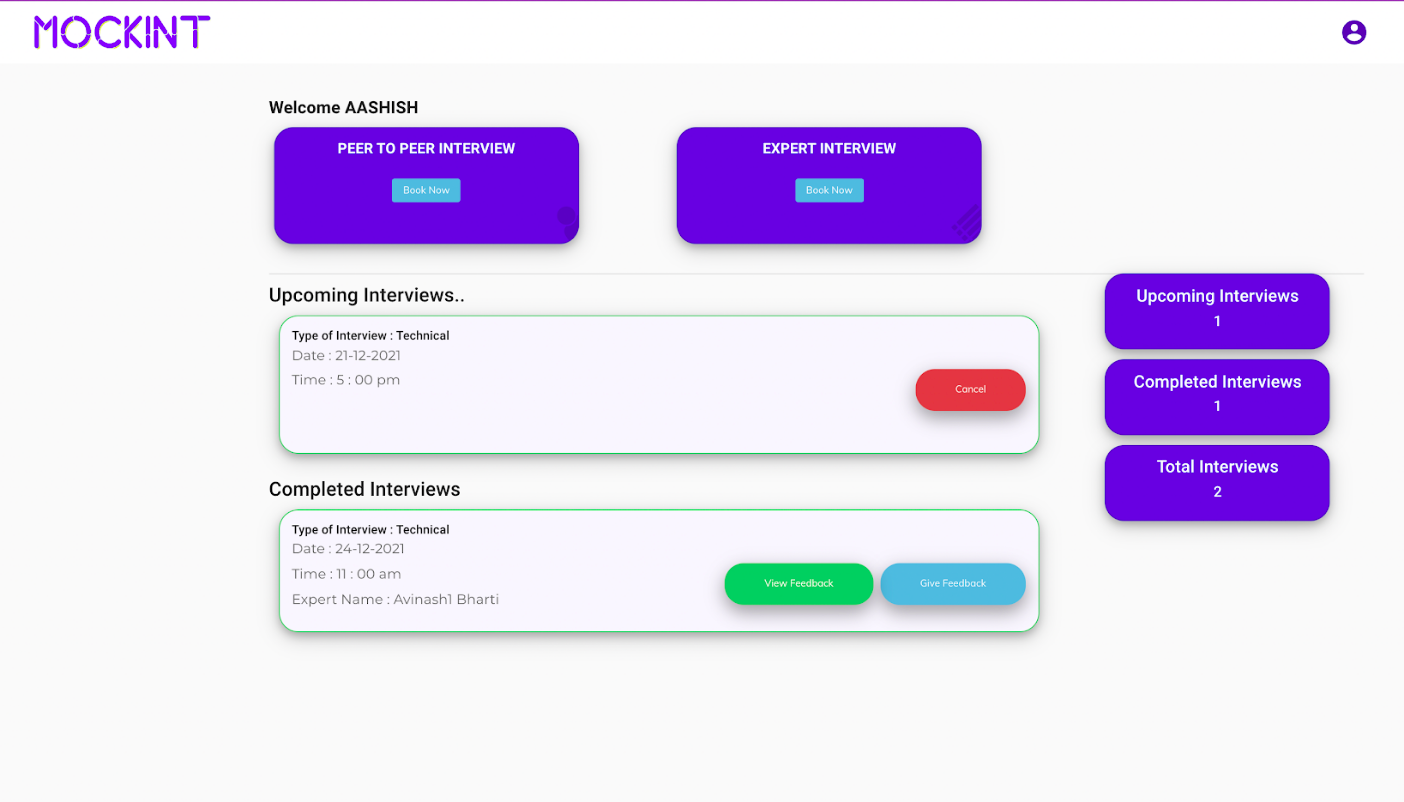 MOCKINT
Welcome AASHISH
PEER TO PEER INTERVIEW
Book Now
EXPERT INTERVIEW
Book Now
Upcoming Interviews..
Type of Interview : Technical
Date : 21-12-2021
Time : 5 : 00 pm
Cancel
Completed Interviews
Type of Interview : Technical
Date : 24-12-2021
Time : 11 : 00 am
Expert Name : Avinash1 Bharti
View Feedback
Give Feedback
Upcoming Interviews
1
Completed Interviews
1
Total Interviews
2